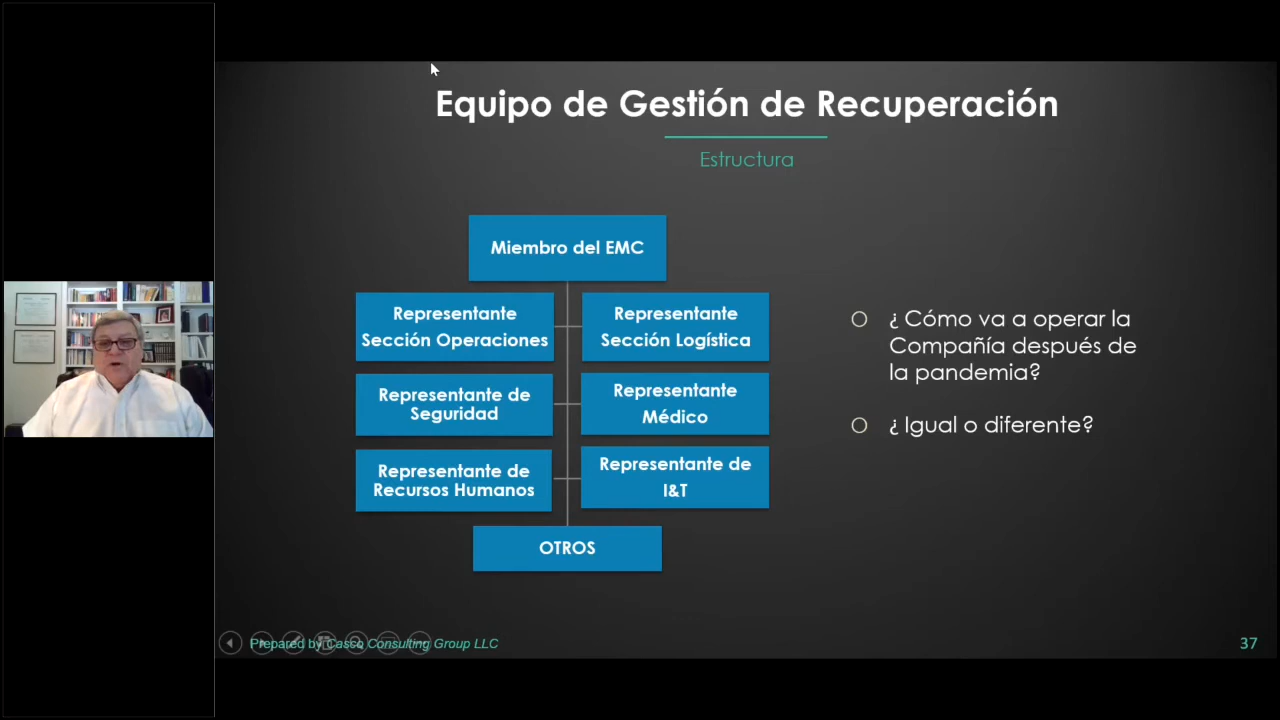 Equipo de Gestión de Recuperación
Estructura
Miembro del EMC
Representante
Sección Operaciones
Representante
Sección Logística
Representante de
Seguridad
Representante
Médico
Representante de
Recursos Humanos
Representante de
I&T
OTROS
¿ Cómo va a operar la
Compañía después de
la pandemia?
¿ Igual o diferente?
Prepared by Casco Consulting Group LLC
37